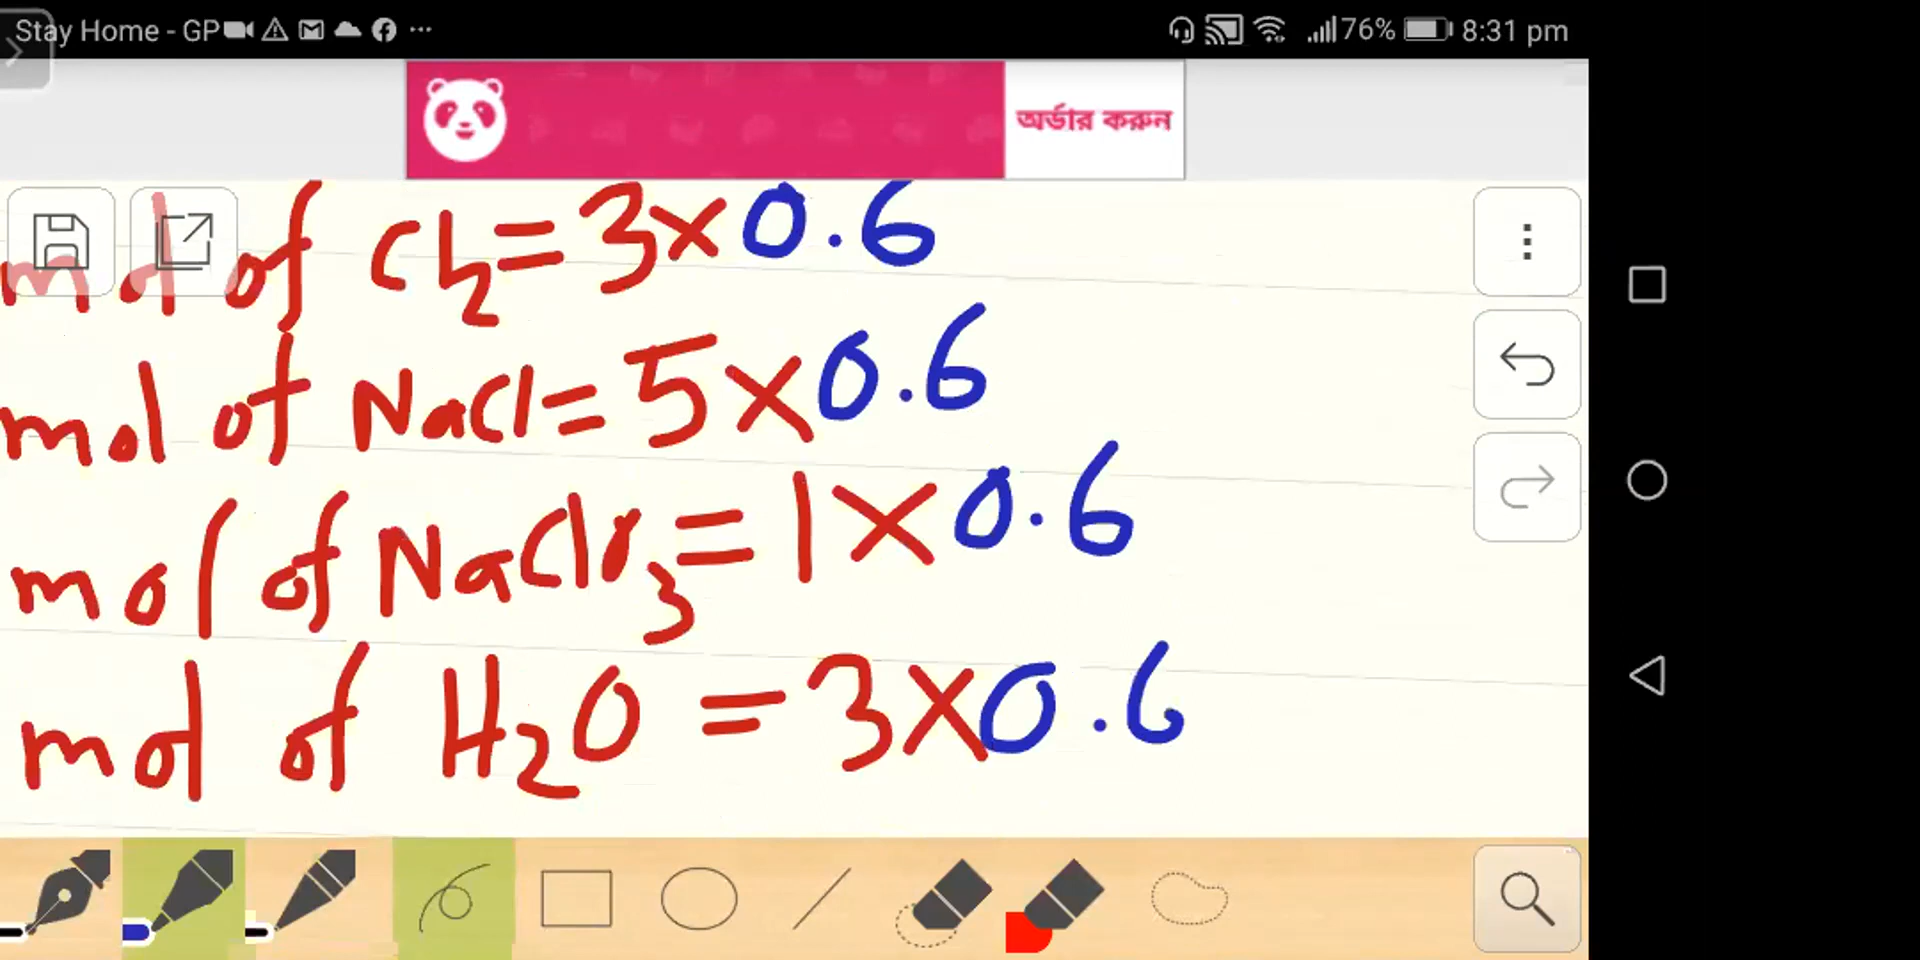 Stay Home - GP ... 76% 8:31 pm
অর্ডার করুন
mol of Cl2 = 3 × 0.6
mol of NaCl = 5 × 0.6
mol of NaClO3 = 1 × 0.6
mol of H2O = 3 × 0.6